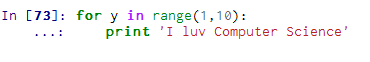 In [73]: for y in range(1,10):
...: print 'I luv Computer Science'